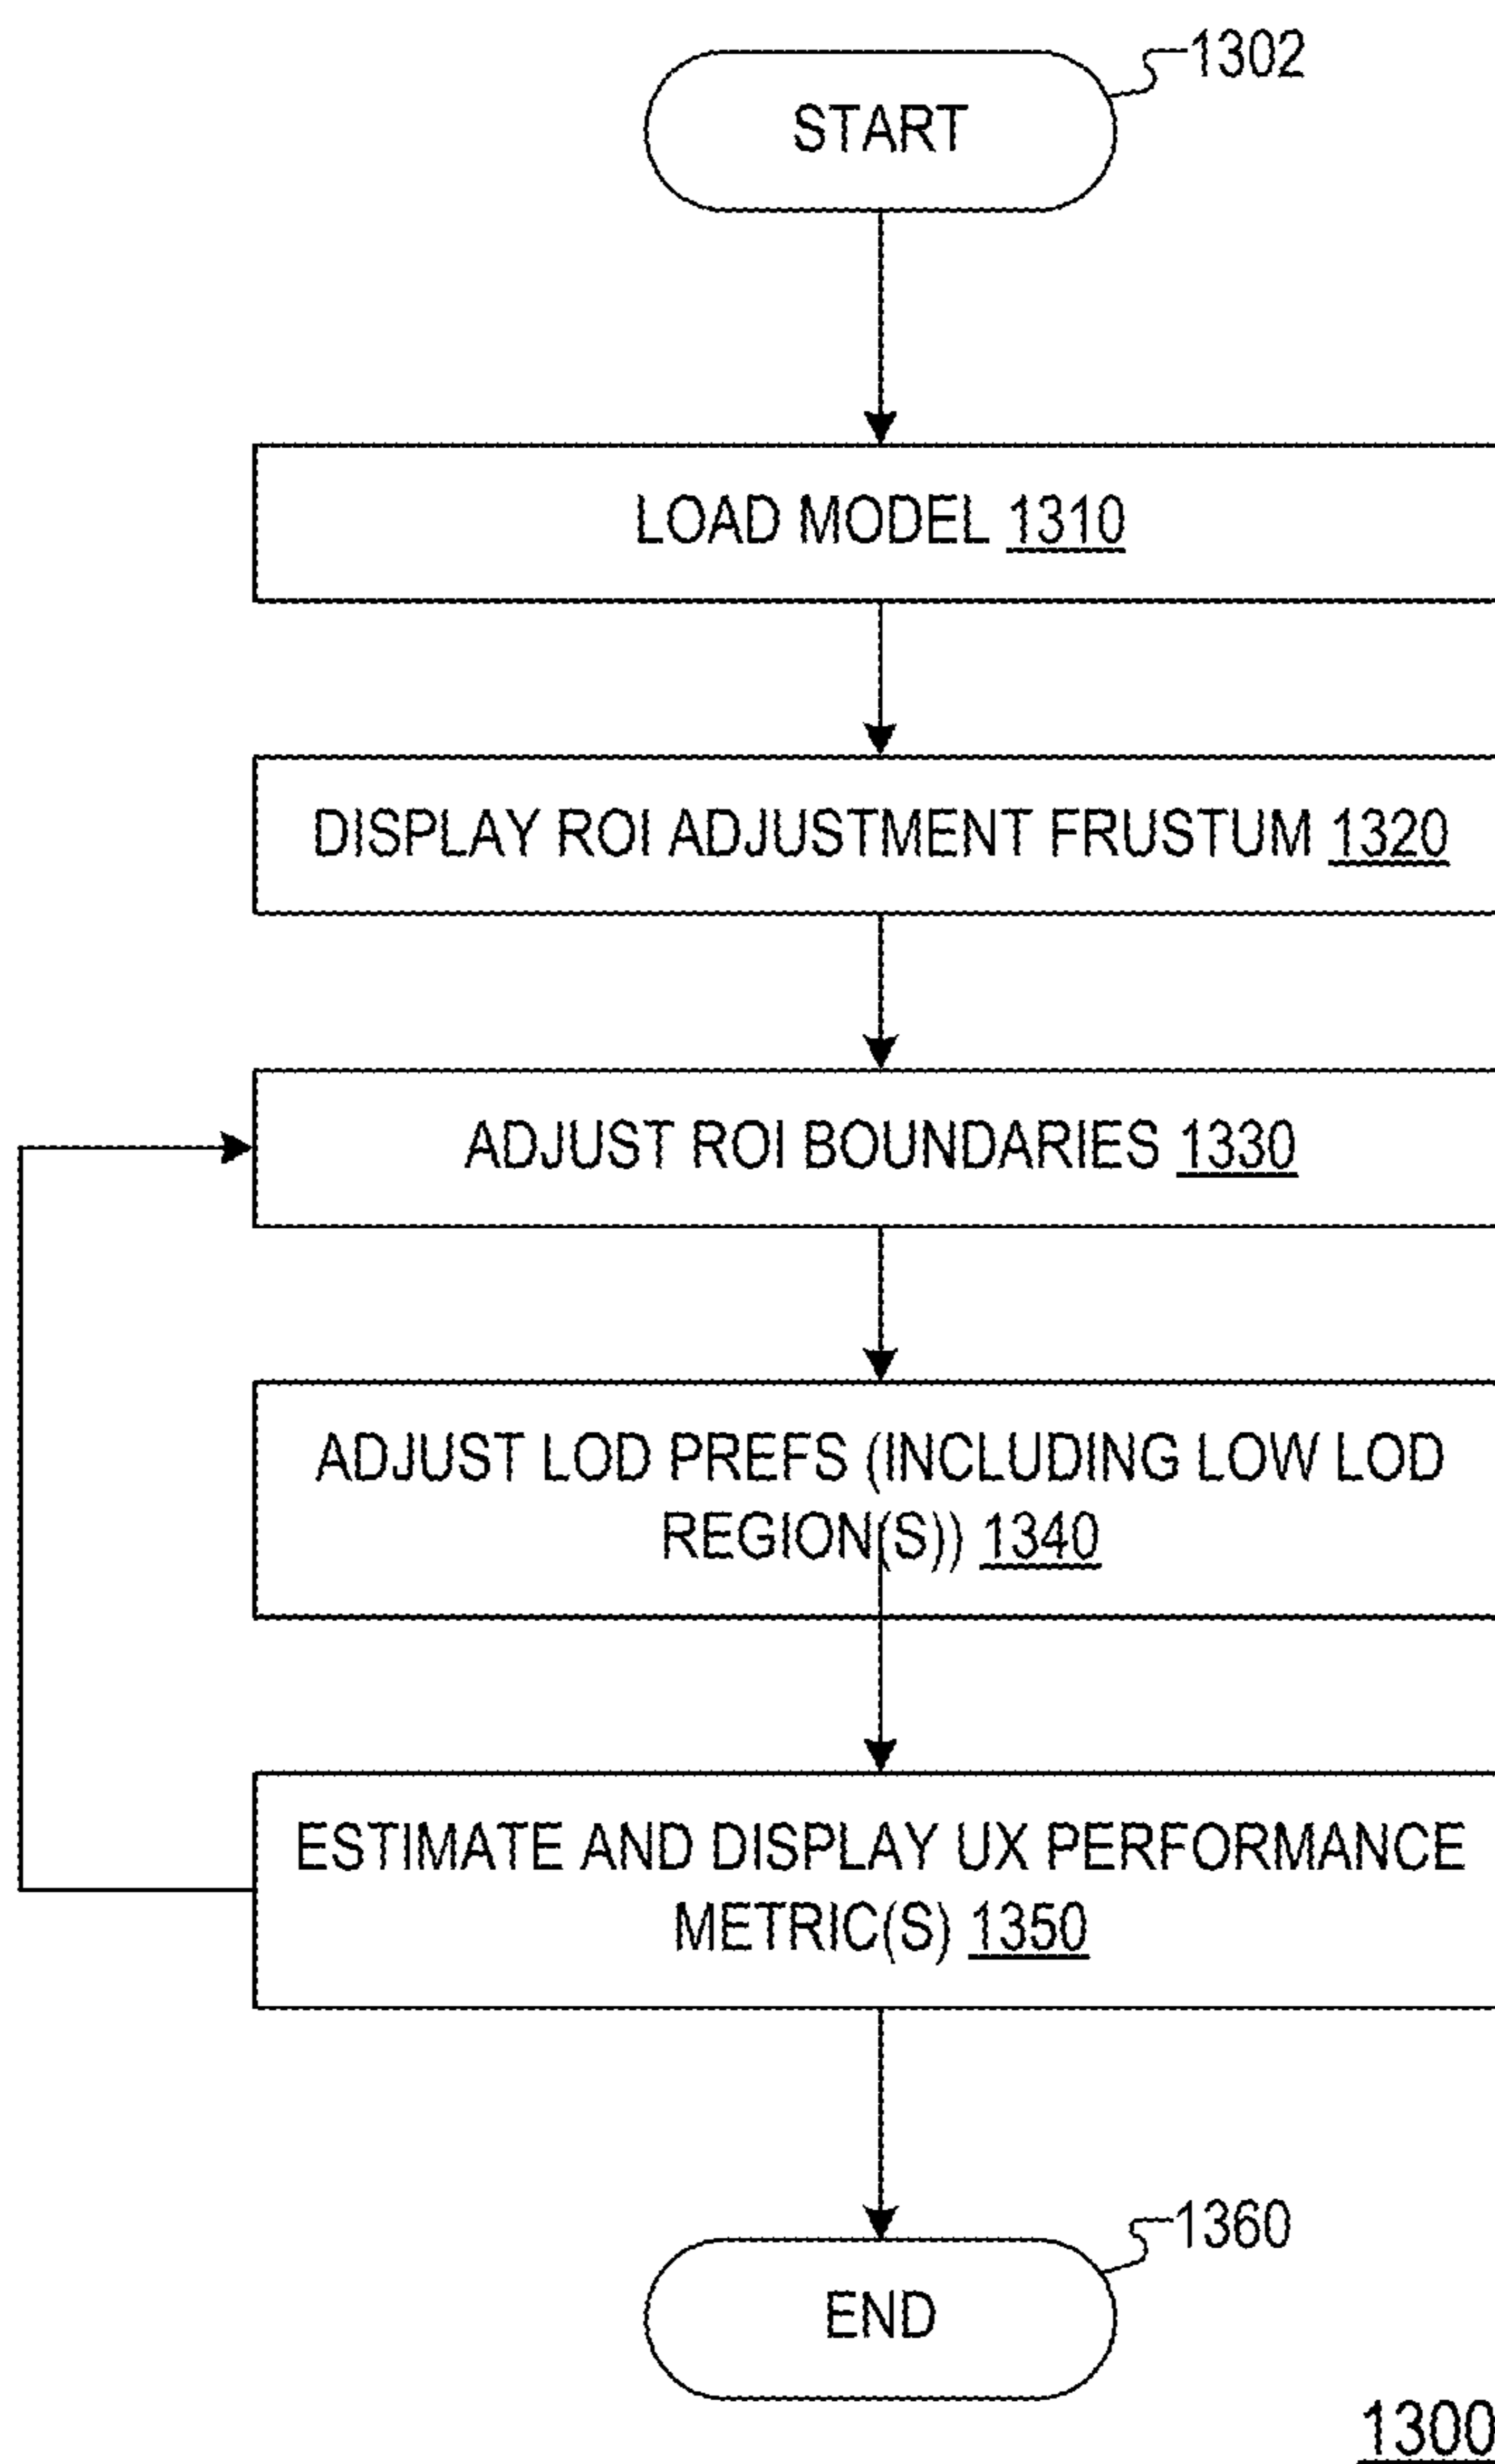 1302
START
LOAD MODEL 1310
DISPLAY ROI ADJUSTMENT FRUSTUM 1320
ADJUST ROI BOUNDARIES 1330
ADJUST LOD PREFS (INCLUDING LOW LOD
REGION(S)) 1340
ESTIMATE AND DISPLAY UX PERFORMANCE
METRIC(S) 1350
1360
END
1300